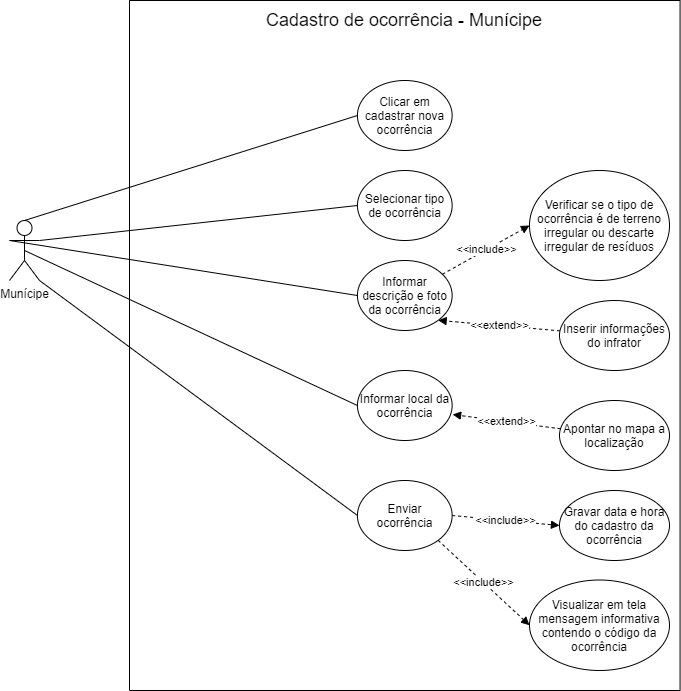 Cadastro de ocorrência - Munícipe
Clicar em
cadastrar nova
ocorrência
Selecionar tipo
de ocorrência
Verificar se o tipo de
ocorrência é de terreno
irregular ou descarte
irregular de resíduos
<<include>>
Munícipe
Informar
descrição e foto
da ocorrência
<<extend>>
Inserir informações
do infrator
Informar local da
ocorrência
<<extend>>
Apontar no mapa a
localização
Enviar
ocorrência
<<include>>
Gravar data e hora
do cadastro da
ocorrência
<<include>>
Visualizar em tela
mensagem informativa
contendo o código da
ocorrência